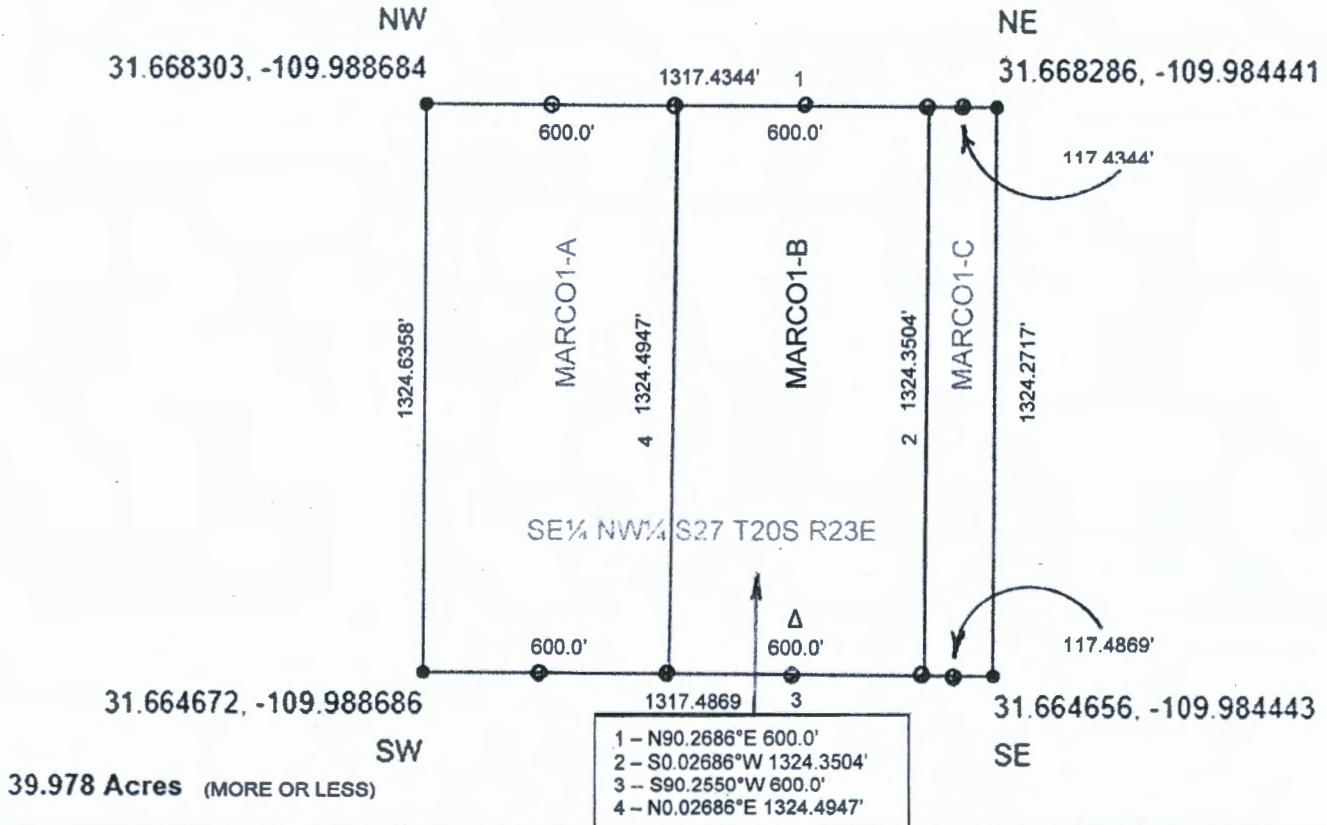 NW
NE
31.668303, -109.988684
1317.4344' 1
31.668286, -109.984441
600.0'
600.0'
117.4344'
MARCO1-A
MARCO1-B
MARCO1-C
1324.6358'
4 1324.4947'
2 1324.3504'
1324.2717'
SE¼ NW¼ S27 T20S R23E
Δ
600.0'
600.0'
117.4869'
31.664672, -109.988686
1317.4869 3
31.664656, -109.984443
SW
SE
1 – N90.2686°E 600.0'
2 – S0.02686°W 1324.3504'
3 – S90.2550°W 600.0'
4 – N0.02686°E 1324.4947'
39.978 Acres (MORE OR LESS)